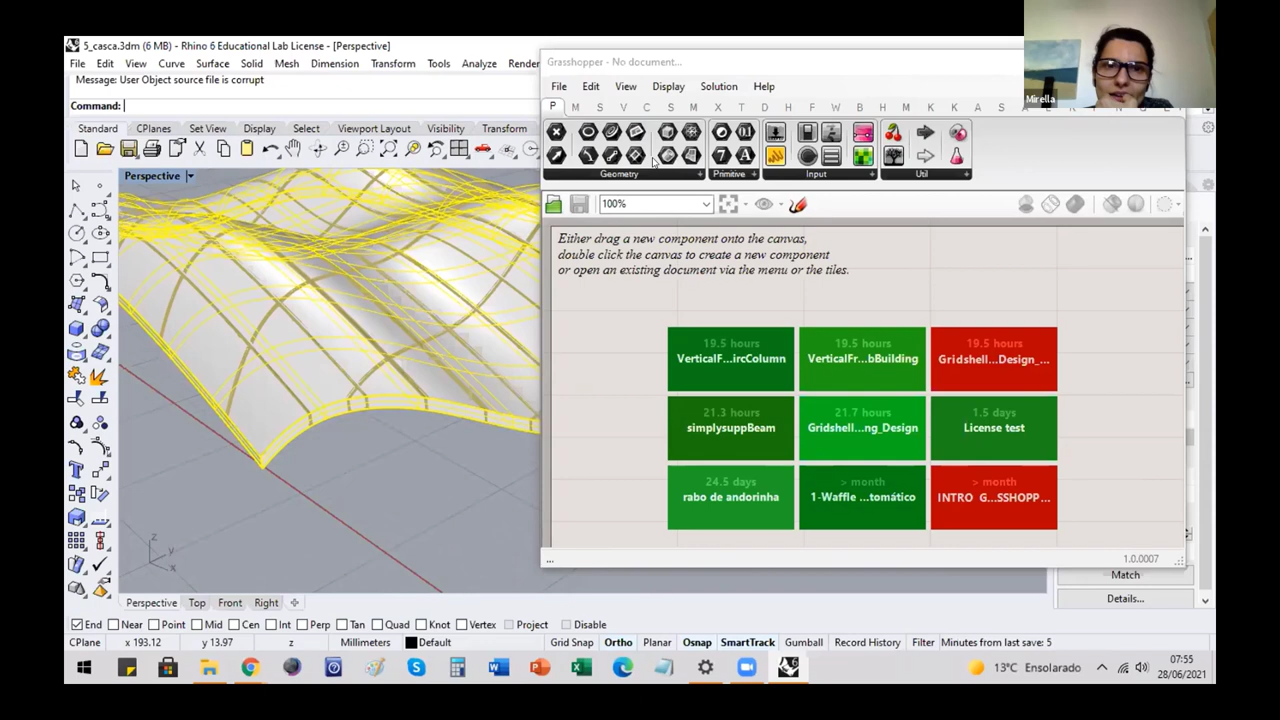 5_casca.3dm (6 MB) - Rhino 6 Educational Lab License - [Perspective]
File Edit View Curve Surface Solid Mesh Dimension Transform Tools Analyze Render
Message: User Object source file is corrupt
Command:
Standard CPlanes Set View Display Select Viewport Layout Visibility Transform
Perspective
Grasshopper - No document...
File Edit View Display Solution Help
P M S V C S M I X T D W L F H D H M K K A S
Geometry Primitive Input Util
100%
Either drag a new component onto the canvas,
double click the canvas to create a new component
or open an existing document via the menu or the tiles.
19.5 hours
VerticalF...ircColumn
19.5 hours
VerticalFr...bBuilding
19.5 hours
Gridshell...Design_...
21.3 hours
simplysuppBeam
21.7 hours
Gridshell...ng_Design
1.5 days
License test
24.5 days
rabo de andorinha
> month
1-Waffle ...tomático
> month
INTRO G...SSHOPP...
...
1.0.0007
Mirella
z
y
x
Match
Details...
Perspective Top Front Right
End Near Point Mid Cen Int Perp Tan Quad Knot Vertex Project Disable
CPlane x 193.12 y 13.97 z Millimeters Default Grid Snap Ortho Planar Osnap SmartTrack Gumball Record History Filter Minutes from last save: 5
13°C Ensolarado
07:55
28/06/2021